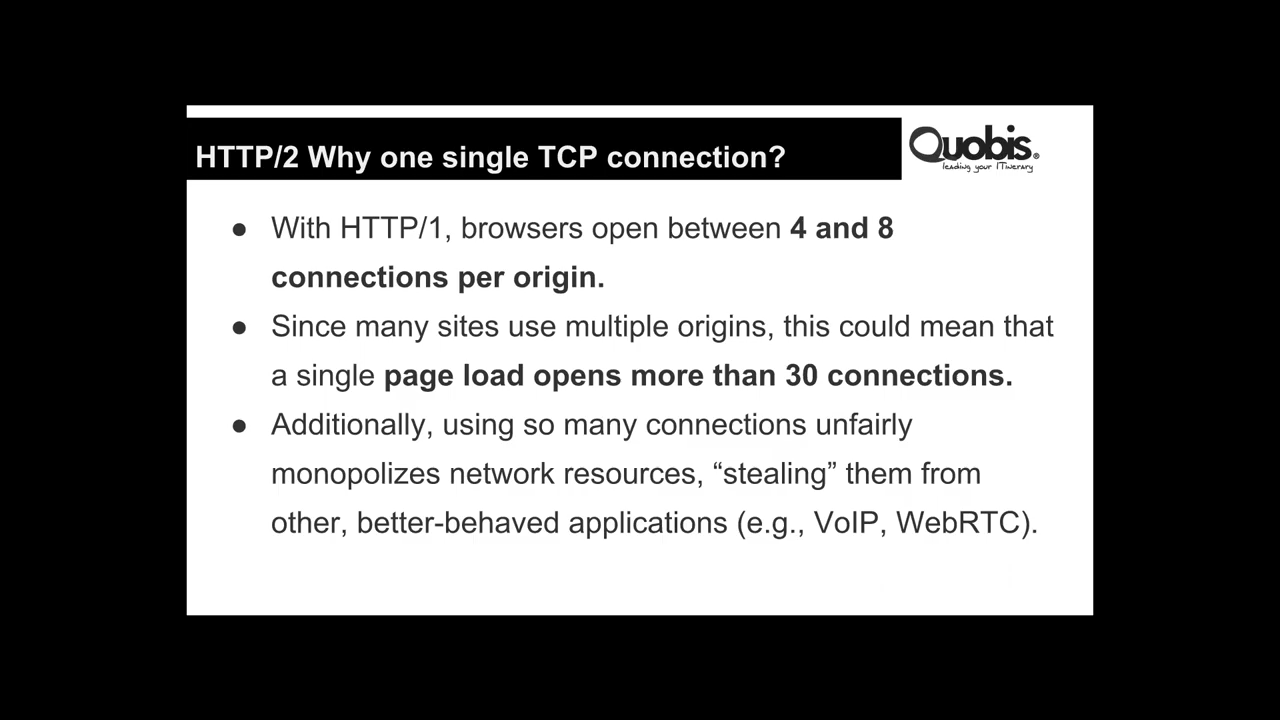 HTTP/2 Why one single TCP connection?
Quobis®
leading your ITinerary
● With HTTP/1, browsers open between 4 and 8
connections per origin.
● Since many sites use multiple origins, this could mean that
a single page load opens more than 30 connections.
● Additionally, using so many connections unfairly
monopolizes network resources, “stealing” them from
other, better-behaved applications (e.g., VoIP, WebRTC).